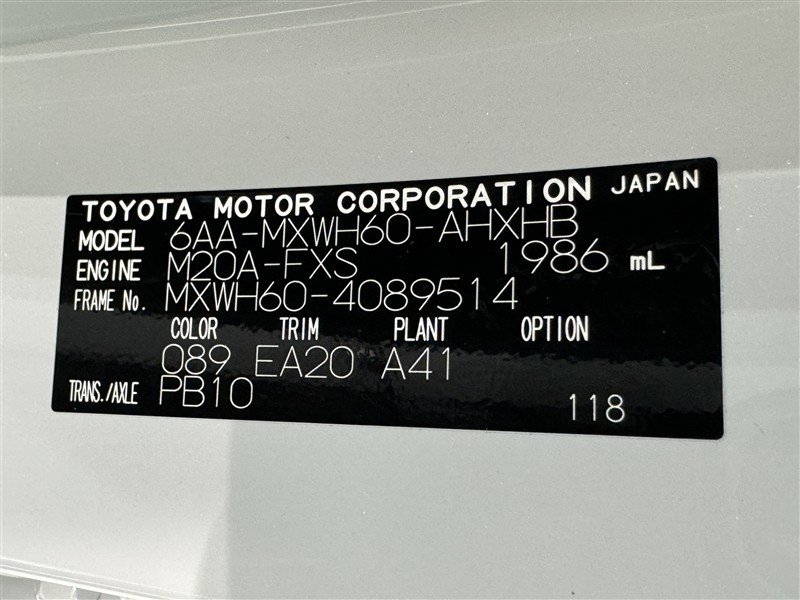 TOYOTA MOTOR CORPORATION JAPAN
MODEL 6AA-MXWH60-AHXHB
ENGINE M20A-FXS 1986 mL
FRAME No. MXWH60-4089514
COLOR TRIM PLANT OPTION
089 EA20 A41
TRANS./AXLE PB10 118